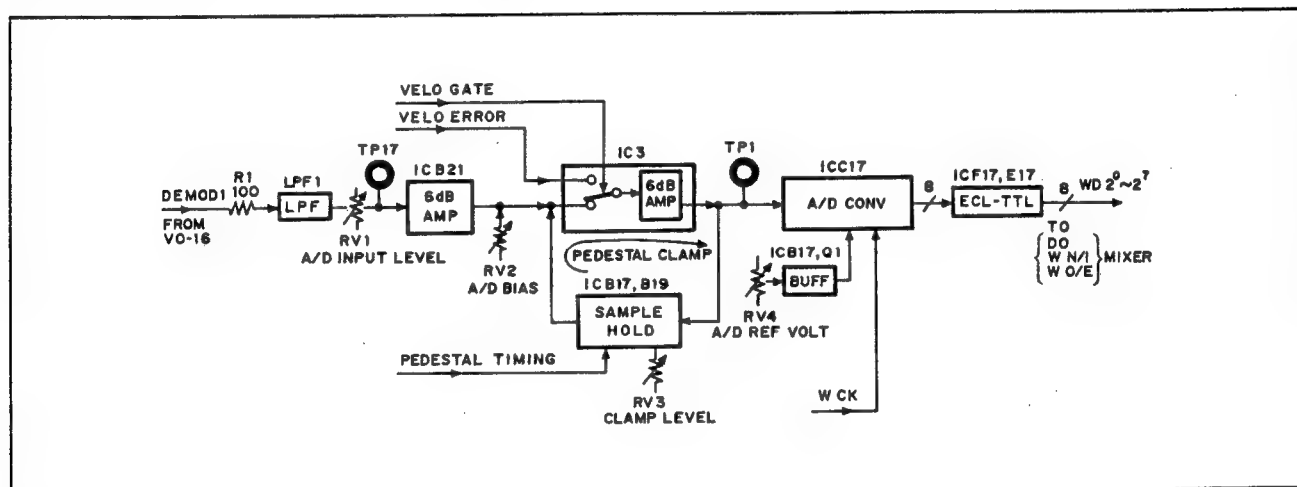 VELO GATE
VELO ERROR
TP17
ICB21
IC3
TP1
ICC17
R1
100
LPF1
DEMOD1
LPF
6dB
AMP
6dB
AMP
A/D CONV
8
ICF17, E17
ECL-TTL
8
WD 2⁰~2⁷
FROM
VO-16
RV1
A/D INPUT LEVEL
RV2
A/D BIAS
PEDESTAL CLAMP
ICB17, Q1
BUFF
TO
DO
W N/I
W O/E
MIXER
ICB17, B19
SAMPLE
HOLD
RV4
A/D REF VOLT
PEDESTAL TIMING
RV3
CLAMP LEVEL
W CK